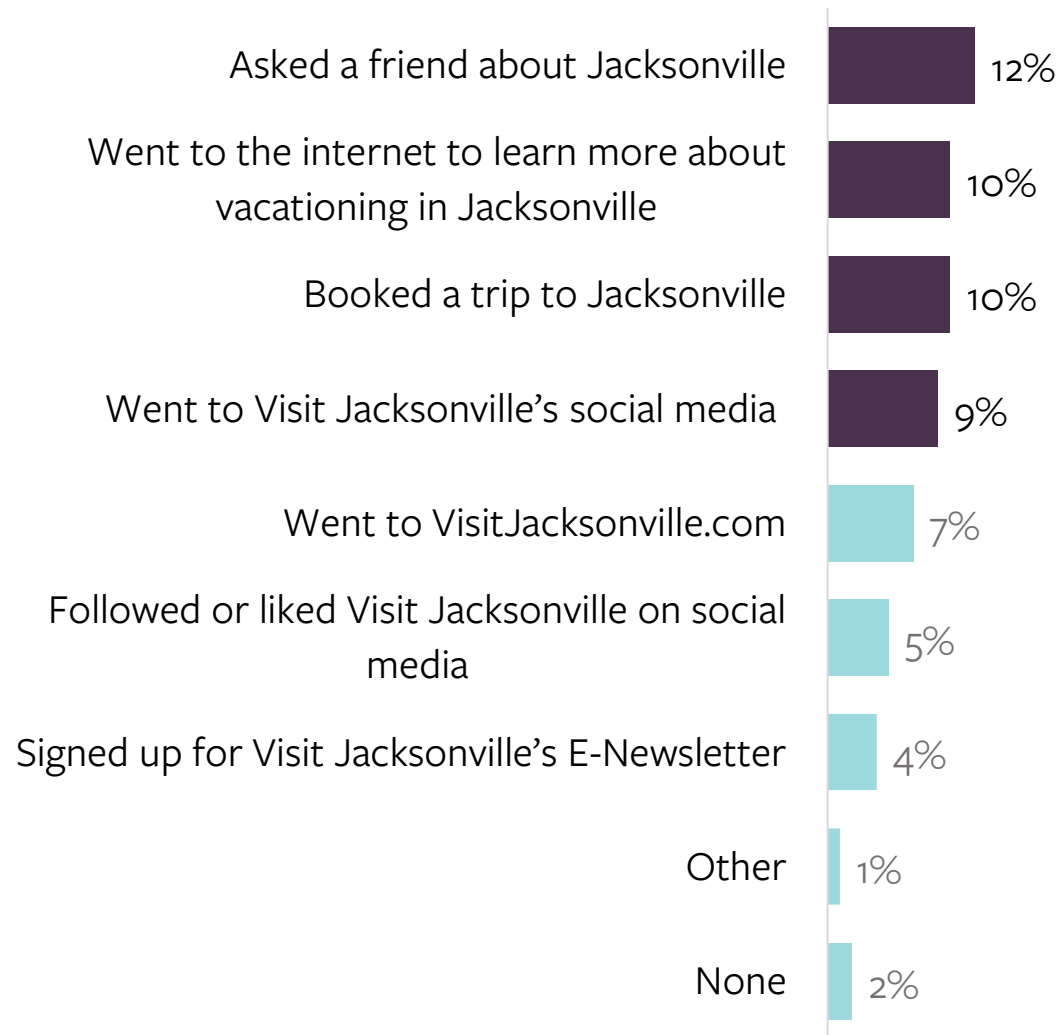 Asked a friend about Jacksonville 12%
Went to the internet to learn more about
vacationing in Jacksonville 10%
Booked a trip to Jacksonville 10%
Went to Visit Jacksonville’s social media 9%
Went to VisitJacksonville.com 7%
Followed or liked Visit Jacksonville on social
media 5%
Signed up for Visit Jacksonville’s E-Newsletter 4%
Other 1%
None 2%